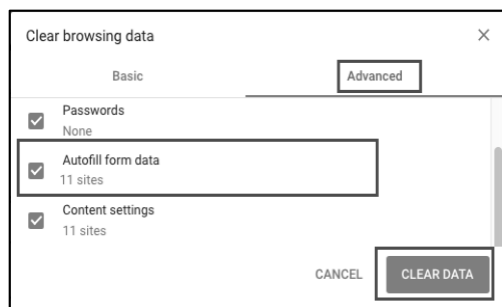 Clear browsing data
Basic
Advanced
Passwords
None
Autofill form data
11 sites
Content settings
11 sites
CANCEL
CLEAR DATA